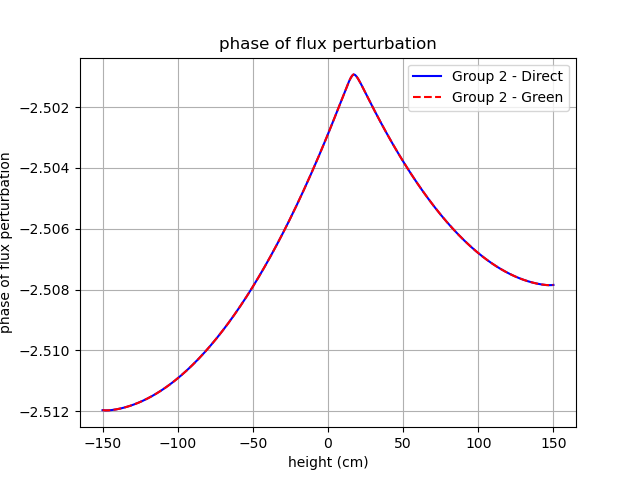 phase of flux perturbation
Group 2 - Direct
Group 2 - Green
phase of flux perturbation
−2.502
−2.504
−2.506
−2.508
−2.510
−2.512
−150
−100
−50
0
50
100
150
height (cm)